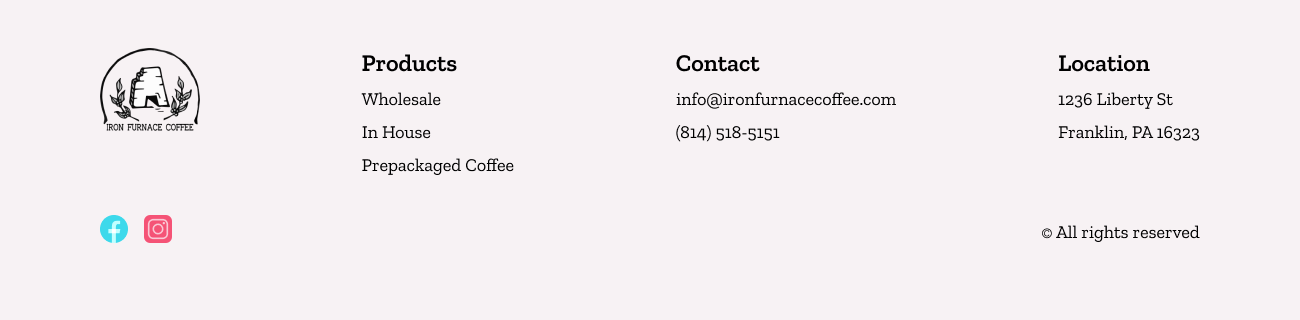 IRON FURNACE COFFEE
Products
Wholesale
In House
Prepackaged Coffee
Contact
info@ironfurnacecoffee.com
(814) 518-5151
Location
1236 Liberty St
Franklin, PA 16323
© All rights reserved